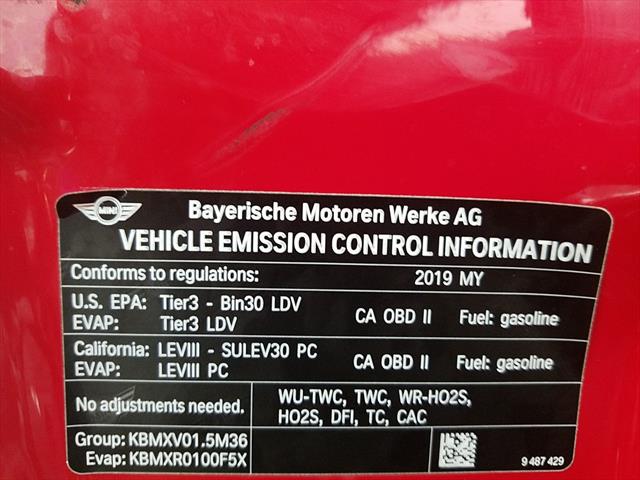 MINI
Bayerische Motoren Werke AG
VEHICLE EMISSION CONTROL INFORMATION
Conforms to regulations: 2019 MY
U.S. EPA: Tier3 - Bin30 LDV
EVAP: Tier3 LDV
CA OBD II Fuel: gasoline
California: LEVIII - SULEV30 PC
EVAP: LEVIII PC
CA OBD II Fuel: gasoline
No adjustments needed.
WU-TWC, TWC, WR-HO2S,
HO2S, DFI, TC, CAC
Group: KBMXV01.5M36
Evap: KBMXR0100F5X
9 487 429